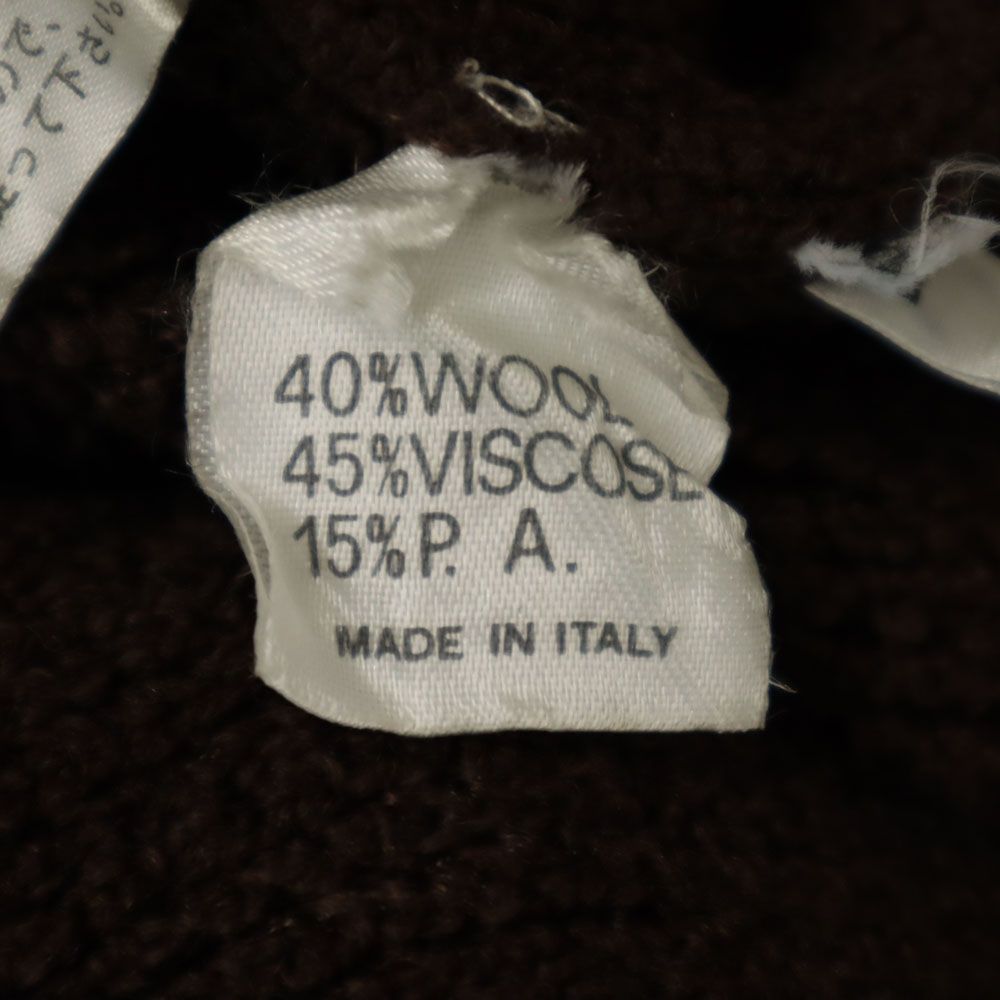 40%WOOL
45%VISCOSE
15%P. A.
MADE IN ITALY